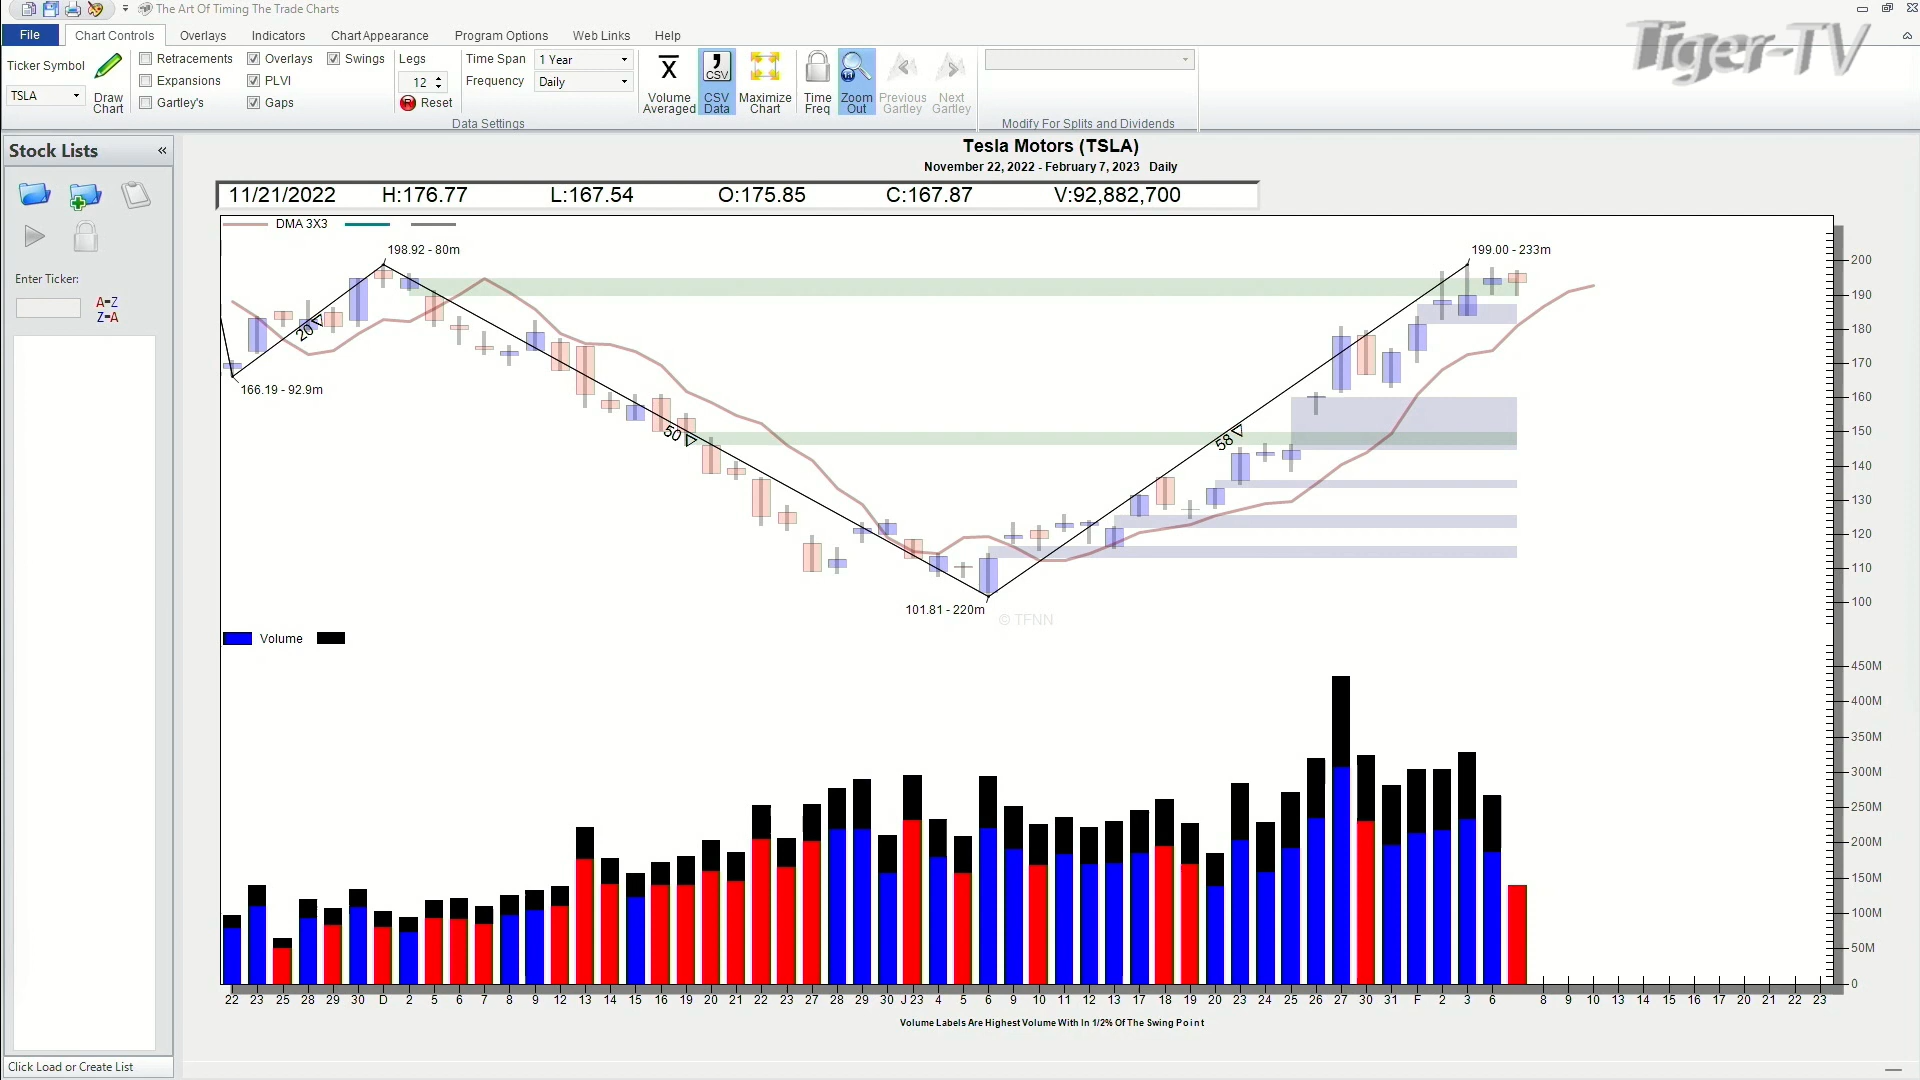 The Art Of Timing The Trade Charts
File Chart Controls Overlays Indicators Chart Appearance Period Program Options Web Links Help
Ticker Symbol
TSLA
Draw Chart
Retracements
Expansions
Gartley's
Overlays
PLVI
Gaps
Swings
Legs
12
Reset
Time Span 1 Year
Frequency Daily
Data Settings
Volume Averaged
CSV Data
Maximize Chart
Time Freq
Zoom Out
Previous Gartley
Next Gartley
Modify For Splits and Dividends
Tiger-TV
Stock Lists «
Enter Ticker:
A=Z
Z=A
Click Load or Create List
Tesla Motors (TSLA)
November 22, 2022 - February 7, 2023 Daily
11/21/2022 H:176.77 L:167.54 O:175.85 C:167.87 V:92,882,700
DMA 3X3
198.92 - 80m
199.00 - 233m
20
166.19 - 92.9m
50
58
101.81 - 220m
© TFNN
200
190
180
170
160
150
140
130
120
110
100
Volume
450M
400M
350M
300M
250M
200M
150M
100M
50M
0
22 23 25 28 29 30 D 2 5 6 7 8 9 12 13 14 15 16 19 20 21 22 23 27 28 29 30 J 23 4 5 6 9 10 11 12 13 17 18 19 20 23 24 25 26 27 30 31 F 2 3 6 8 9 10 13 14 15 16 17 20 21 22 23
Volume Labels Are Highest Volume With In 1/2% Of The Swing Point